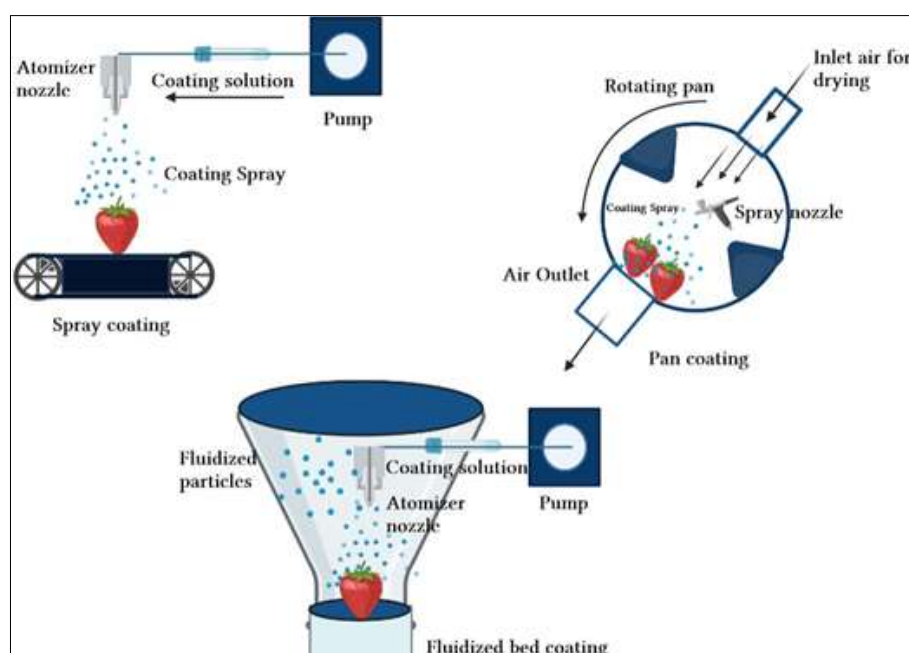 Atomizer
nozzle
Coating solution
Pump
Coating Spray
Spray coating
Inlet air for
drying
Rotating pan
Coating Spray
Spray nozzle
Air Outlet
Pan coating
Fluidized
particles
Coating solution
Atomizer
nozzle
Pump
Fluidized bed coating